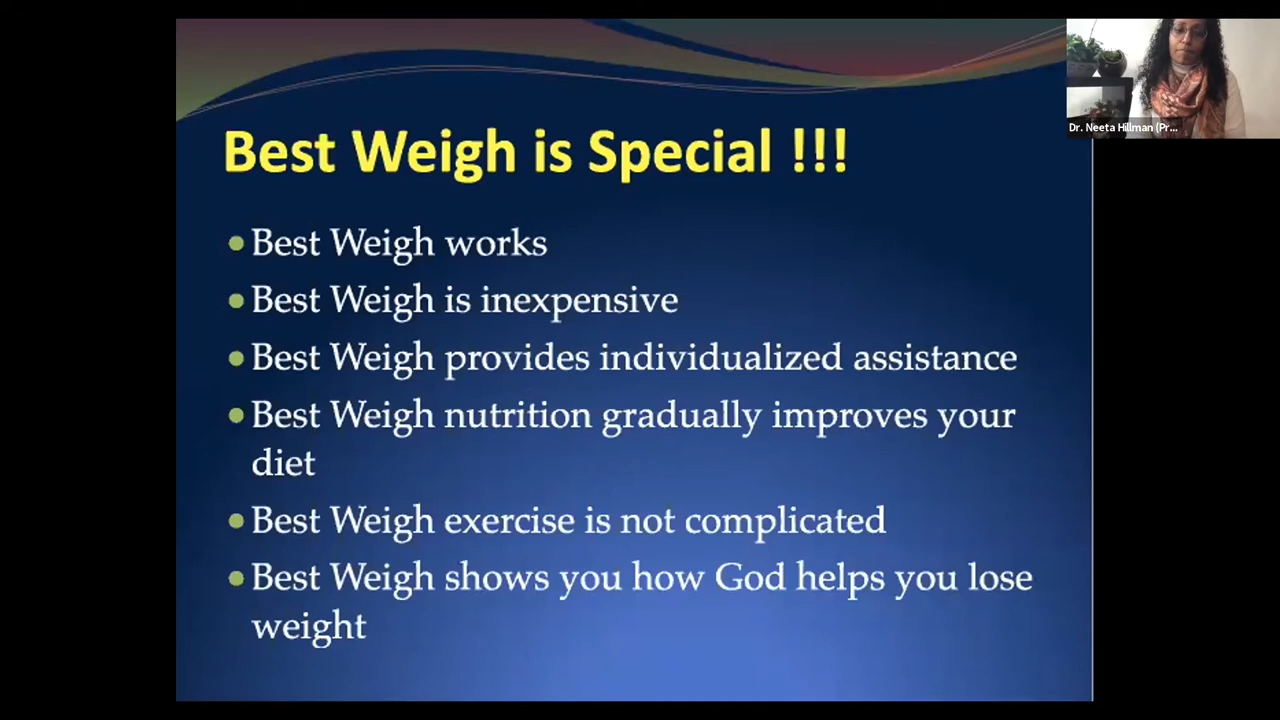 Best Weigh is Special !!!
Best Weigh works
Best Weigh is inexpensive
Best Weigh provides individualized assistance
Best Weigh nutrition gradually improves your
diet
Best Weigh exercise is not complicated
Best Weigh shows you how God helps you lose
weight
Dr. Neeta Hillman (Pr...